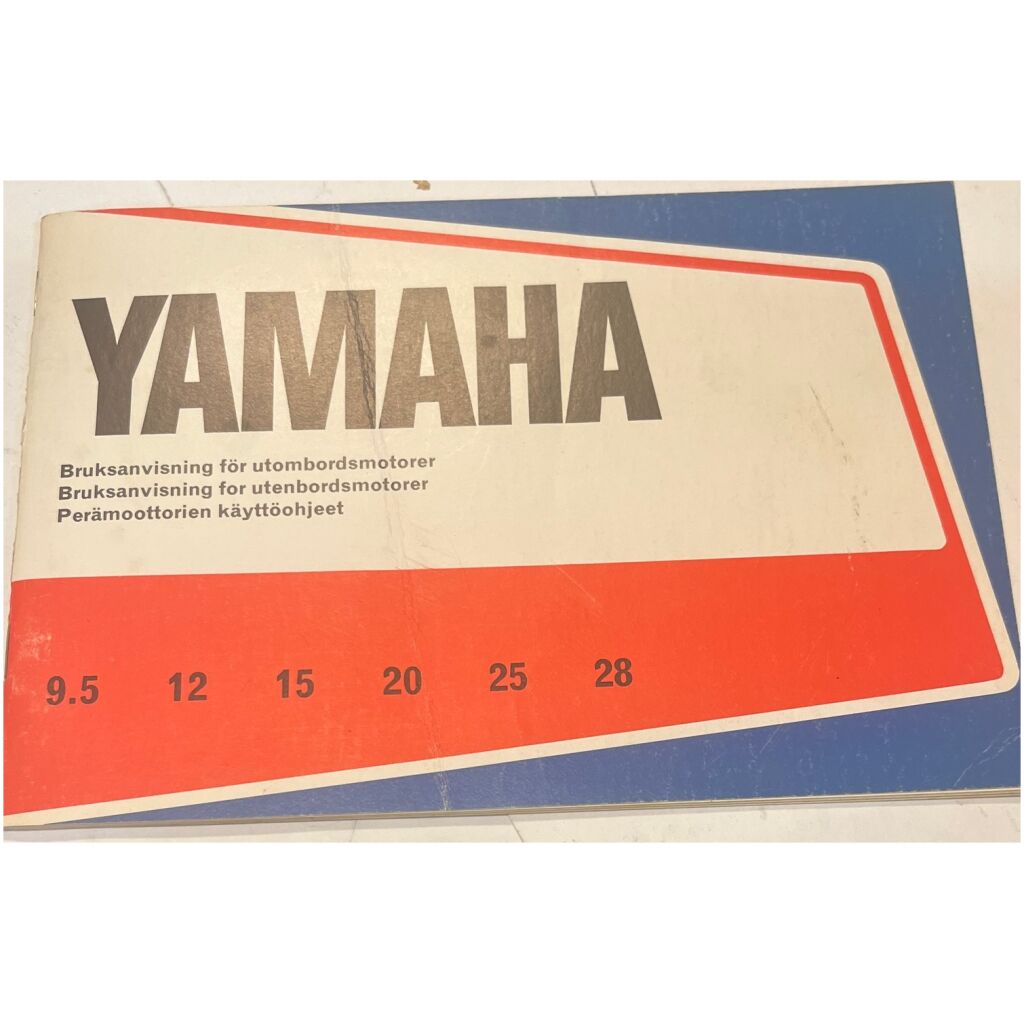 YAMAHA
Bruksanvisning för utombordsmotorer
Bruksanvisning for utenbordsmotorer
Perämoottorien käyttöohjeet
9.5 12 15 20 25 28